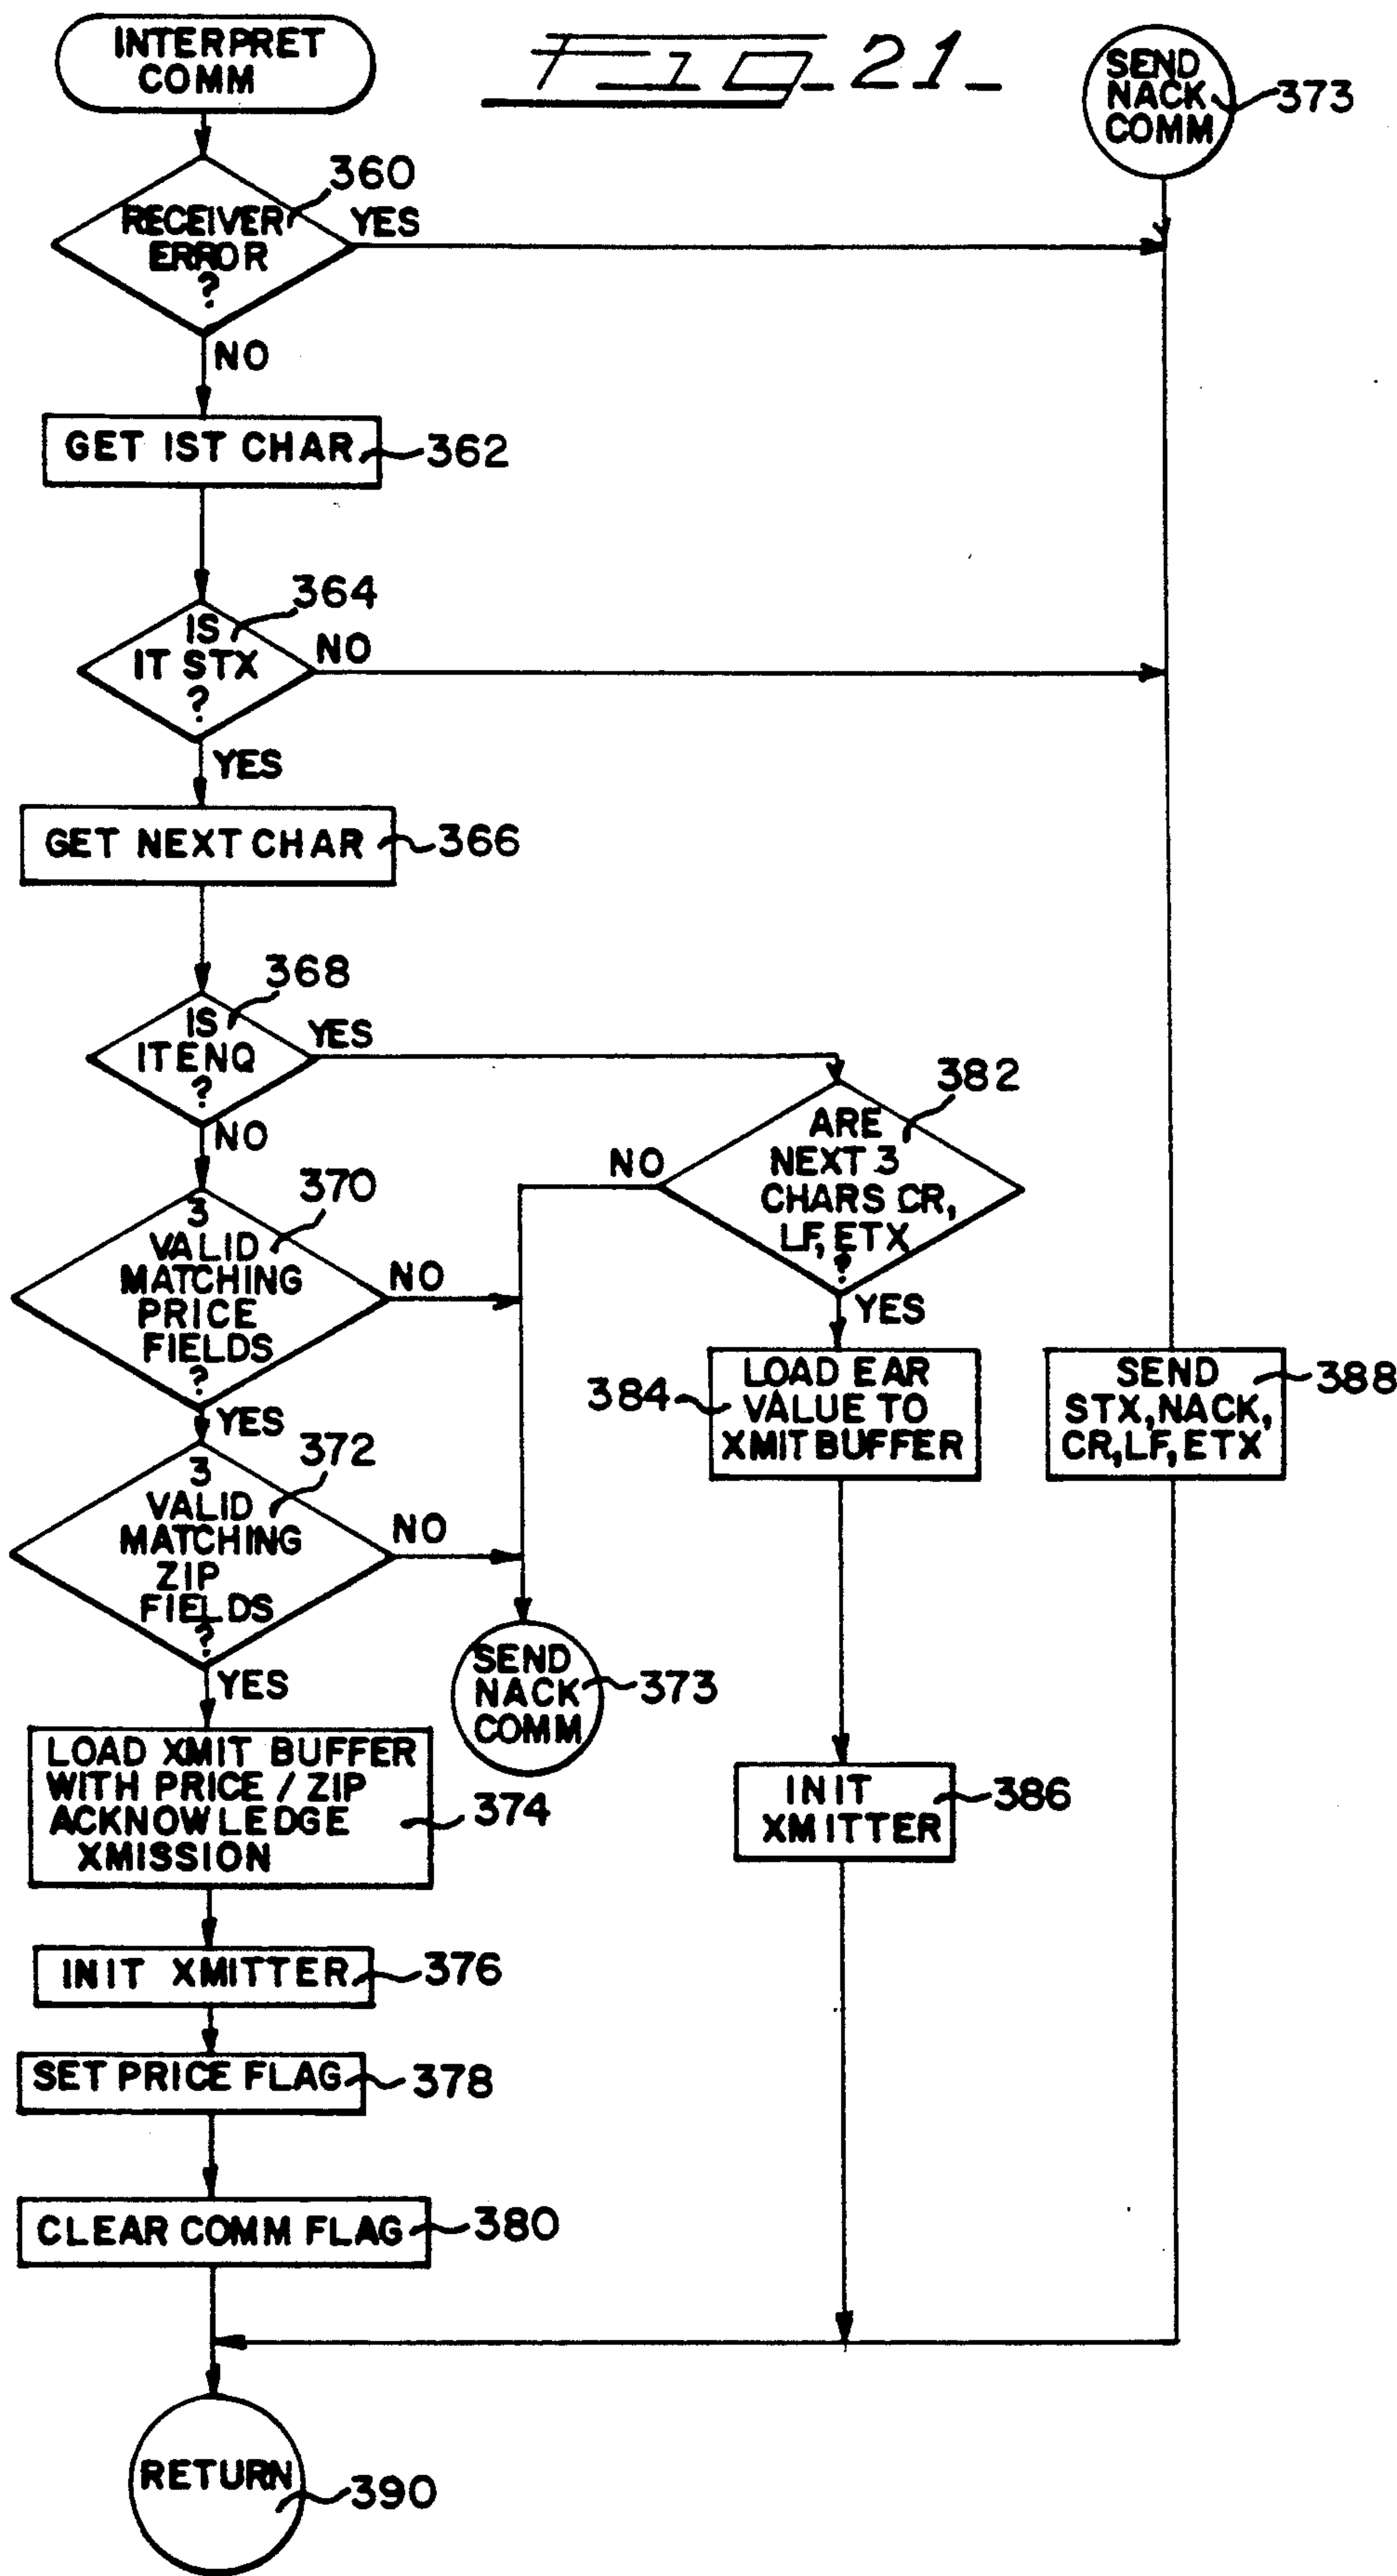 INTERPRET
COMM
FIG_21_
SEND
NACK
COMM
373
360
RECEIVER
ERROR
?
YES
NO
GET 1ST CHAR
362
364
IS
IT STX
?
NO
YES
GET NEXT CHAR
366
368
IS
IT ENQ
?
YES
NO
382
ARE
NEXT 3
CHARS CR,
LF, ETX
?
NO
YES
370
3
VALID
MATCHING
PRICE
FIELDS
?
NO
YES
384
LOAD EAR
VALUE TO
XMIT BUFFER
SEND
STX, NACK,
CR, LF, ETX
388
372
3
VALID
MATCHING
ZIP
FIELDS
?
NO
YES
SEND
NACK
COMM
373
LOAD XMIT BUFFER
WITH PRICE / ZIP
ACKNOWLEDGE
XMISSION
374
INIT
XMITTER
386
INIT XMITTER
376
SET PRICE FLAG
378
CLEAR COMM FLAG
380
RETURN
390